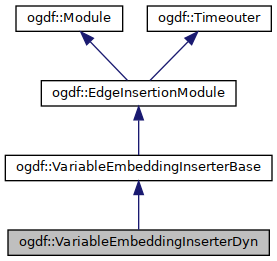 ogdf::Module
ogdf::Timeouter
ogdf::EdgeInsertionModule
ogdf::VariableEmbeddingInserterBase
ogdf::VariableEmbeddingInserterDyn